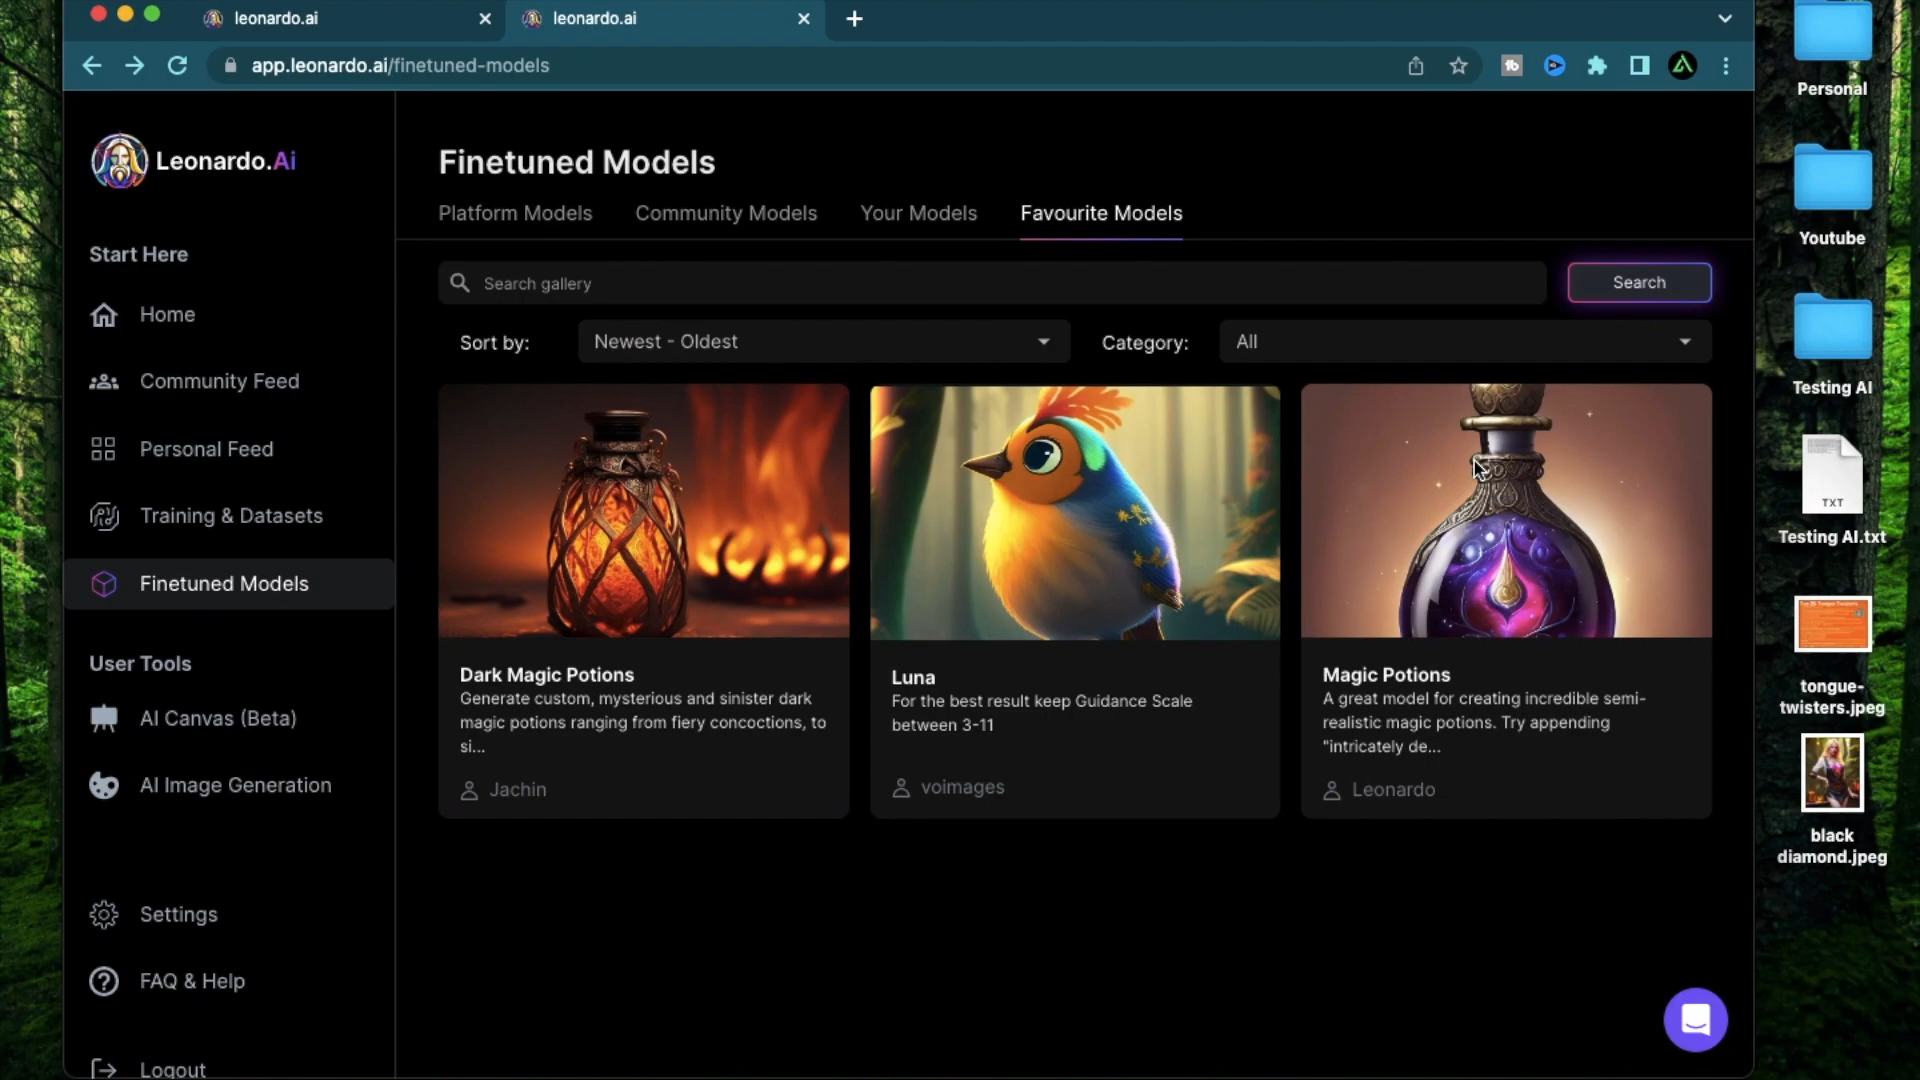 leonardo.ai
leonardo.ai
app.leonardo.ai/finetuned-models
Leonardo.Ai
Start Here
Home
Community Feed
Personal Feed
Training & Datasets
Finetuned Models
User Tools
AI Canvas (Beta)
AI Image Generation
Settings
FAQ & Help
Logout
Finetuned Models
Platform Models
Community Models
Your Models
Favourite Models
Search gallery
Search
Sort by:
Newest - Oldest
Category:
All
Dark Magic Potions
Generate custom, mysterious and sinister dark
magic potions ranging from fiery concoctions, to
si...
Jachin
Luna
For the best result keep Guidance Scale
between 3-11
voimages
Magic Potions
A great model for creating incredible semi-
realistic magic potions. Try appending
"intricately de...
Leonardo
Personal
Youtube
Testing AI
TXT
Testing AI.txt
tongue-
twisters.jpeg
black
diamond.jpeg